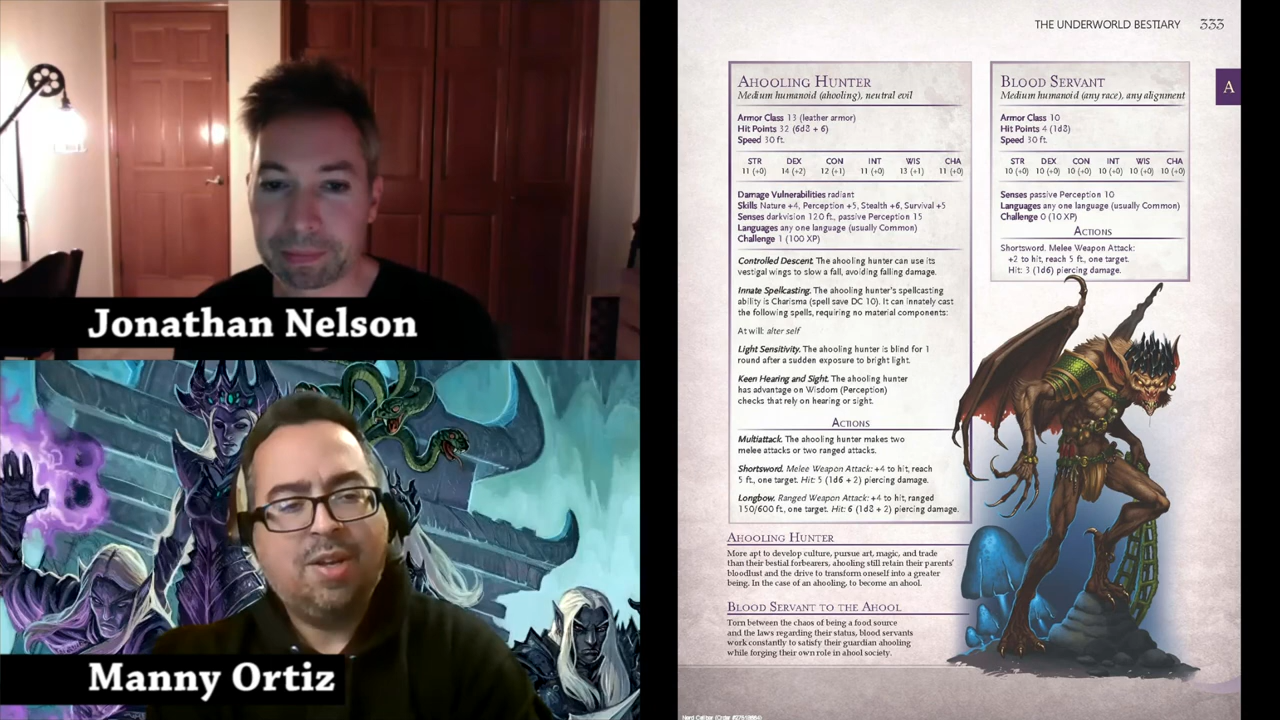 Jonathan Nelson
Manny Ortiz
THE UNDERWORLD BESTIARY 333
A
AHOOLING HUNTER
Medium humanoid (ahooling), neutral evil
Armor Class 13 (leather armor)
Hit Points 32 (6d8 + 6)
Speed 30 ft.
STR DEX CON INT WIS CHA
11 (+0) 14 (+2) 12 (+1) 11 (+0) 13 (+1) 11 (+0)
Damage Vulnerabilities radiant
Skills Nature +4, Perception +5, Stealth +6, Survival +5
Senses darkvision 120 ft., passive Perception 15
Languages any one language (usually Common)
Challenge 1 (100 XP)
Controlled Descent. The ahooling hunter can use its
vestigal wings to slow a fall, avoiding falling damage.
Innate Spellcasting. The ahooling hunter's spellcasting
ability is Charisma (spell save DC 10). It can innately cast
the following spells, requiring no material components:
At will: alter self
Light Sensitivity. The ahooling hunter is blind for 1
round after a sudden exposure to bright light.
Keen Hearing and Sight. The ahooling hunter
has advantage on Wisdom (Perception)
checks that rely on hearing or sight.
ACTIONS
Multiattack. The ahooling hunter makes two
melee attacks or two ranged attacks.
Shortsword. Melee Weapon Attack: +4 to hit, reach
5 ft., one target. Hit: 5 (1d6 + 2) piercing damage.
Longbow. Ranged Weapon Attack: +4 to hit, ranged
150/600 ft., one target. Hit: 6 (1d8 + 2) piercing damage.
BLOOD SERVANT
Medium humanoid (any race), any alignment
Armor Class 10
Hit Points 4 (1d8)
Speed 30 ft.
STR DEX CON INT WIS CHA
10 (+0) 10 (+0) 10 (+0) 10 (+0) 10 (+0) 10 (+0)
Senses passive Perception 10
Languages any one language (usually Common)
Challenge 0 (10 XP)
ACTIONS
Shortsword. Melee Weapon Attack:
+2 to hit, reach 5 ft., one target.
Hit: 3 (1d6) piercing damage.
AHOOLING HUNTER
More apt to develop culture, pursue art, magic, and trade
than their bestial forbearers, ahooling still retain their parents'
bloodlust and the drive to transform oneself into a greater
being. In the case of an ahooling, to become an ahool.
BLOOD SERVANT TO THE AHOOL
Torn between the chaos of being a food source
and the laws regarding their status, blood servants
work constantly to satisfy their guardian ahooling
while forging their own role in ahool society.